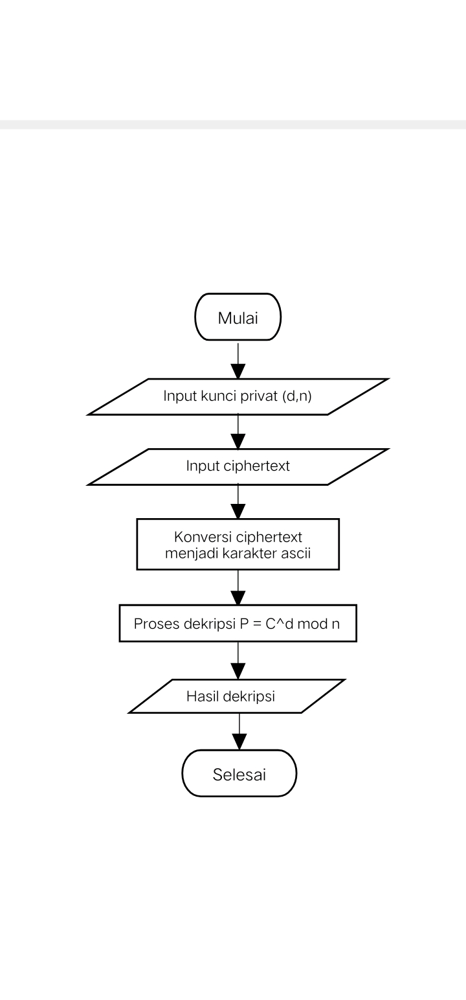 Mulai
Input kunci privat (d,n)
Input ciphertext
Konversi ciphertext
menjadi karakter ascii
Proses dekripsi P = C^d mod n
Hasil dekripsi
Selesai